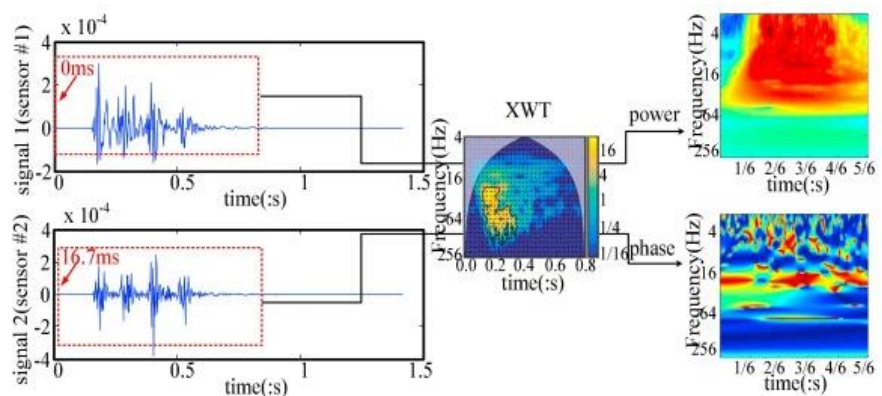 x 10⁻⁴
signal 1(sensor #1)
4
2
0
-2
0ms
0
0.5
1
1.5
time(:s)
x 10⁻⁴
signal 2(sensor #2)
4
2
0
-2
-4
16.7ms
0
0.5
1
1.5
time(:s)
XWT
Frequency(Hz)
4
16
64
256
0.0 0.2 0.4 0.6 0.8
time(:s)
16
4
1
1/4
1/16
power
phase
Frequency(Hz)
4
16
64
256
1/6 2/6 3/6 4/6 5/6
time(:s)
Frequency(Hz)
4
16
64
256
1/6 2/6 3/6 4/6 5/6
time(:s)